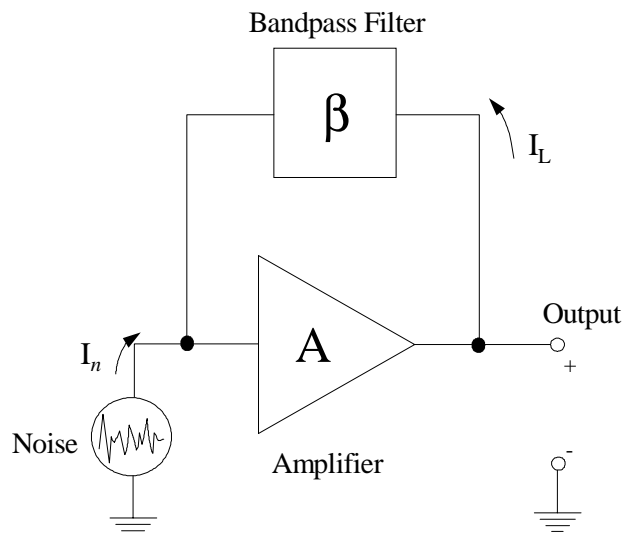 Bandpass Filter
β
I_L
Output
+
A
I_n
Noise
Amplifier
-